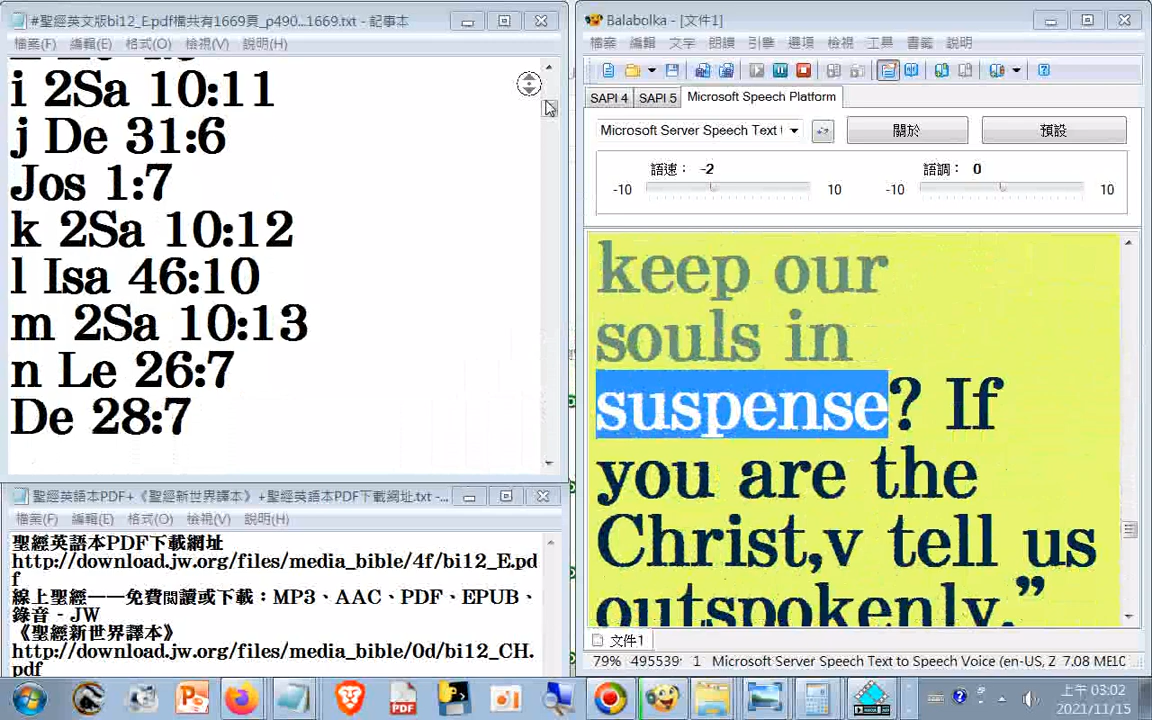 #聖經英文版bi12_E.pdf檔共有1669頁_p490...1669.txt - 記事本
檔案(F) 編輯(E) 格式(O) 檢視(V) 說明(H)
i 2Sa 10:11
j De 31:6
Jos 1:7
k 2Sa 10:12
l Isa 46:10
m 2Sa 10:13
n Le 26:7
De 28:7
聖經英語本PDF+《聖經新世界譯本》+聖經英語本PDF下載網址.txt -...
檔案(F) 編輯(E) 格式(O) 檢視(V) 說明(H)
聖經英語本PDF下載網址
http://download.jw.org/files/media_bible/4f/bi12_E.pd
f
線上聖經——免費閱讀或下載：MP3、AAC、PDF、EPUB、
錄音 - JW
《聖經新世界譯本》
http://download.jw.org/files/media_bible/0d/bi12_CH.
pdf
Balabolka - [文件1]
檔案 編輯 文字 朗讀 引擎 選項 檢視 工具 書籤 說明
SAPI 4 SAPI 5 Microsoft Speech Platform
Microsoft Server Speech Text 關於 預設
語速： -2 語調： 0
-10 10 -10 10
keep our
souls in
suspense? If
you are the
Christ,v tell us
outspokenly.”
文件1
79% 495539 1 Microsoft Server Speech Text to Speech Voice (en-US, Z 7.08 MB
上午 03:02
2021/11/15